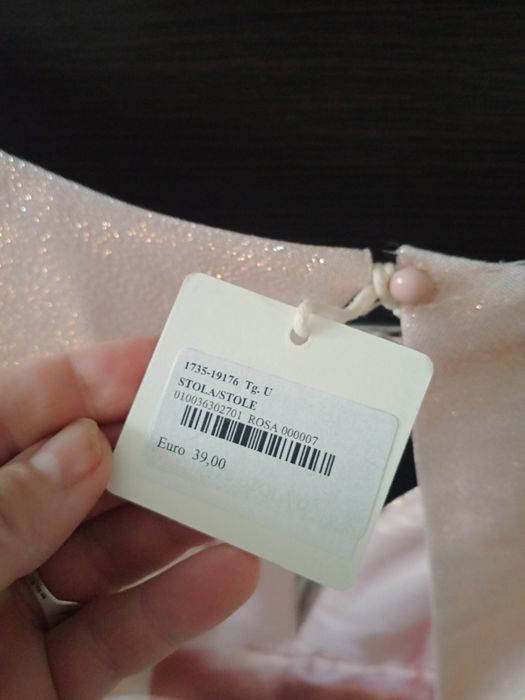 1735-19176 Tg. U
STOLA/STOLE
010036302701 ROSA 000007
Euro 39,00